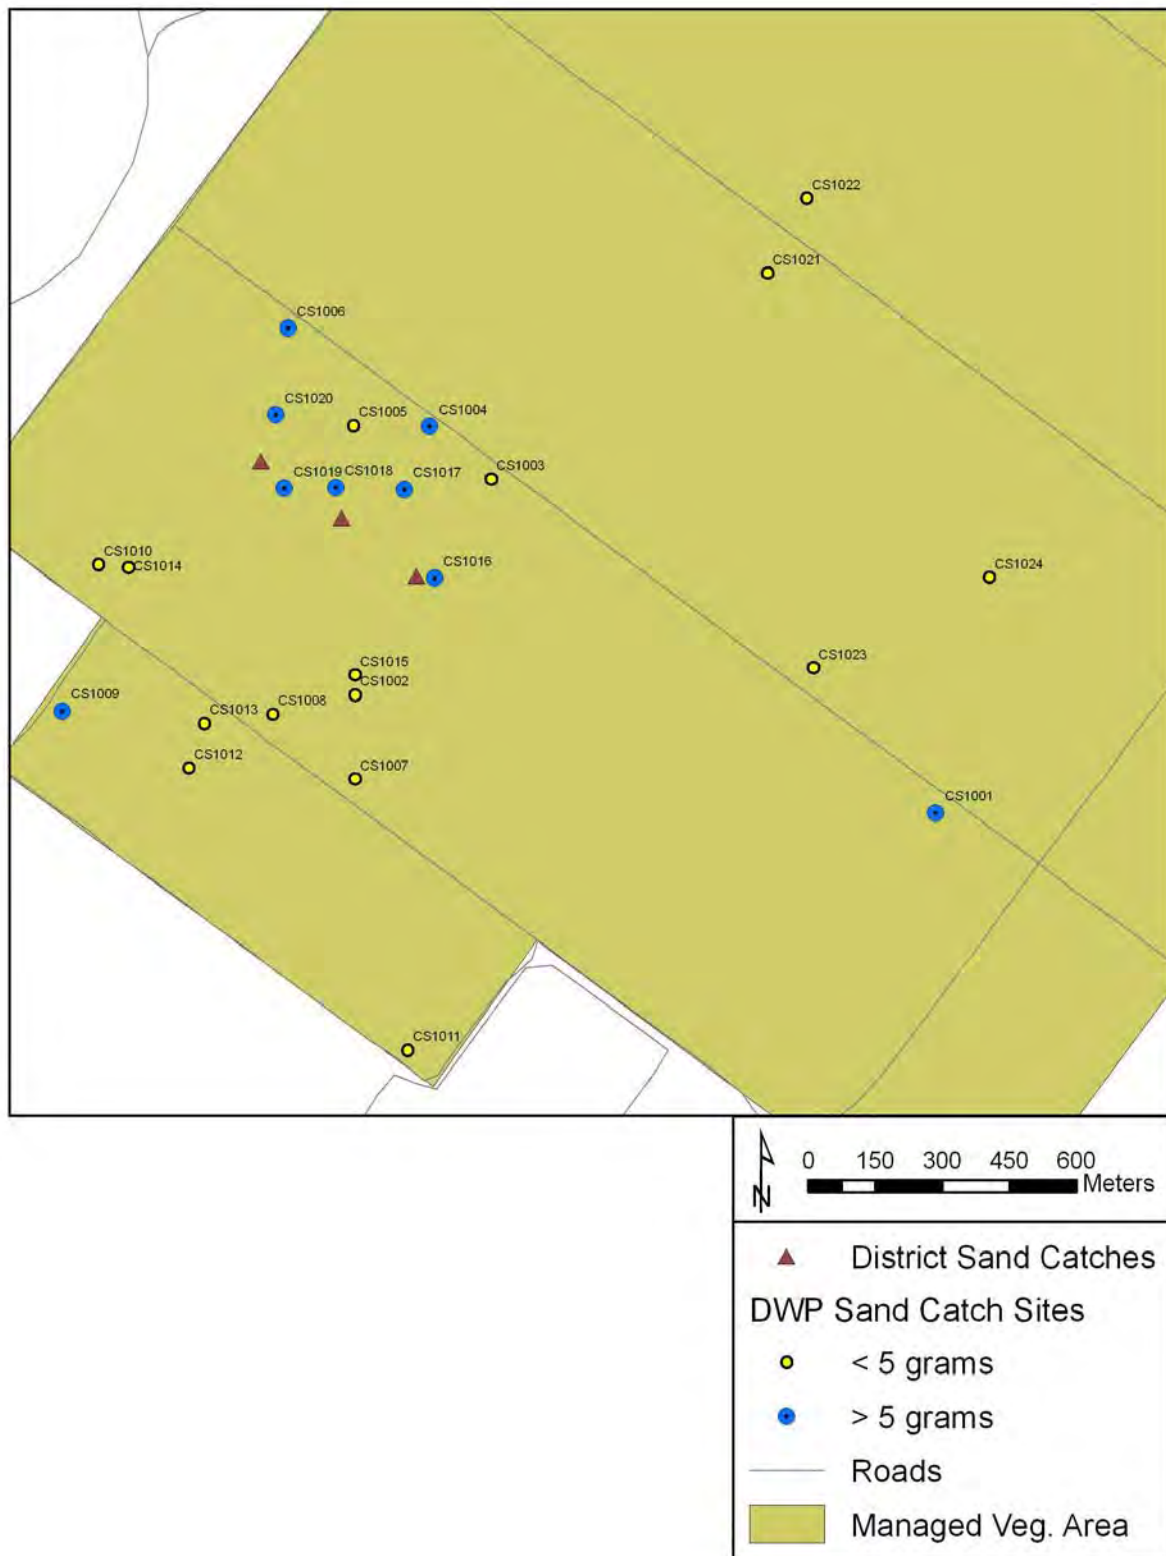 CS1022
CS1021
CS1006
CS1020
CS1005
CS1004
CS1003
CS1019
CS1018
CS1017
CS1010
CS1014
CS1016
CS1024
CS1015
CS1023
CS1002
CS1009
CS1008
CS1013
CS1012
CS1007
CS1001
CS1011
N
0 150 300 450 600
Meters
District Sand Catches
DWP Sand Catch Sites
< 5 grams
> 5 grams
Roads
Managed Veg. Area